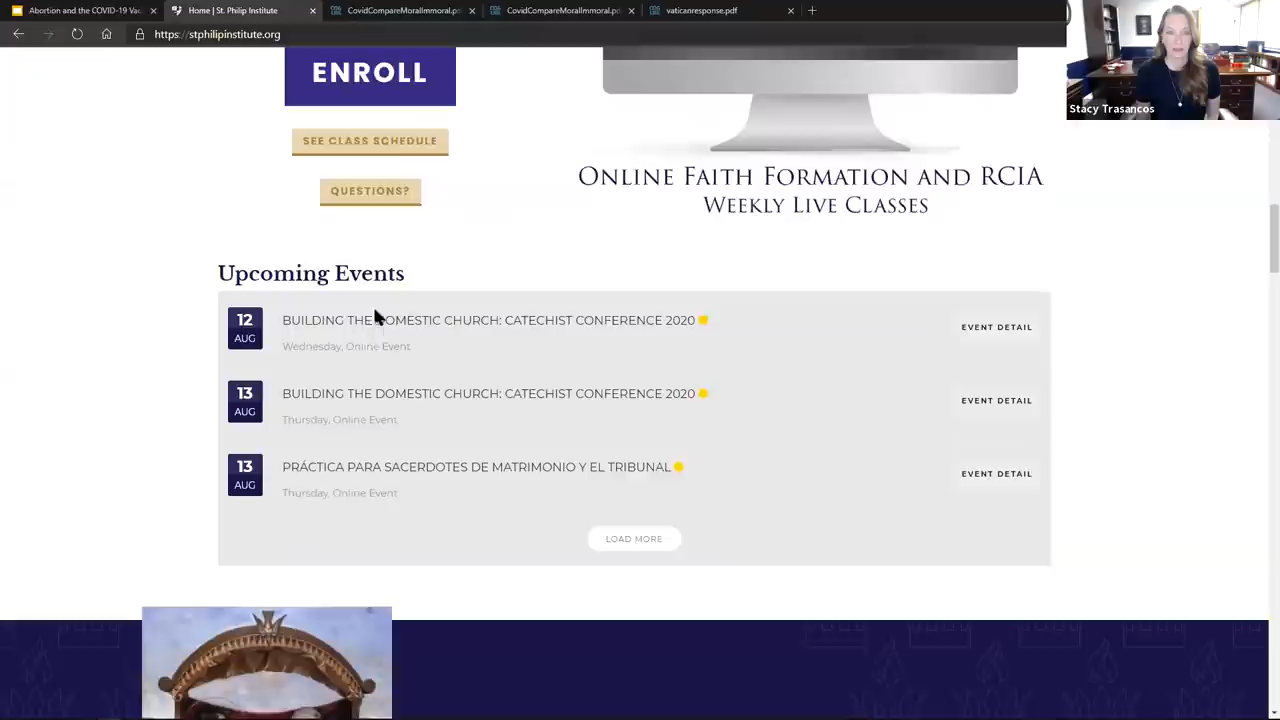 Abortion and the COVID-19 Vac
Home | St. Philip Institute
CovidCompareMoralImmoral.po
CovidCompareMoralImmoral.po
vaticanresponse.pdf
https://stphilipinstitute.org
Stacy Trasancos
ENROLL
SEE CLASS SCHEDULE
QUESTIONS?
ONLINE FAITH FORMATION AND RCIA
WEEKLY LIVE CLASSES
Upcoming Events
12
AUG
BUILDING THE DOMESTIC CHURCH: CATECHIST CONFERENCE 2020
Wednesday, Online Event
EVENT DETAIL
13
AUG
BUILDING THE DOMESTIC CHURCH: CATECHIST CONFERENCE 2020
Thursday, Online Event
EVENT DETAIL
13
AUG
PRÁCTICA PARA SACERDOTES DE MATRIMONIO Y EL TRIBUNAL
Thursday, Online Event
EVENT DETAIL
LOAD MORE